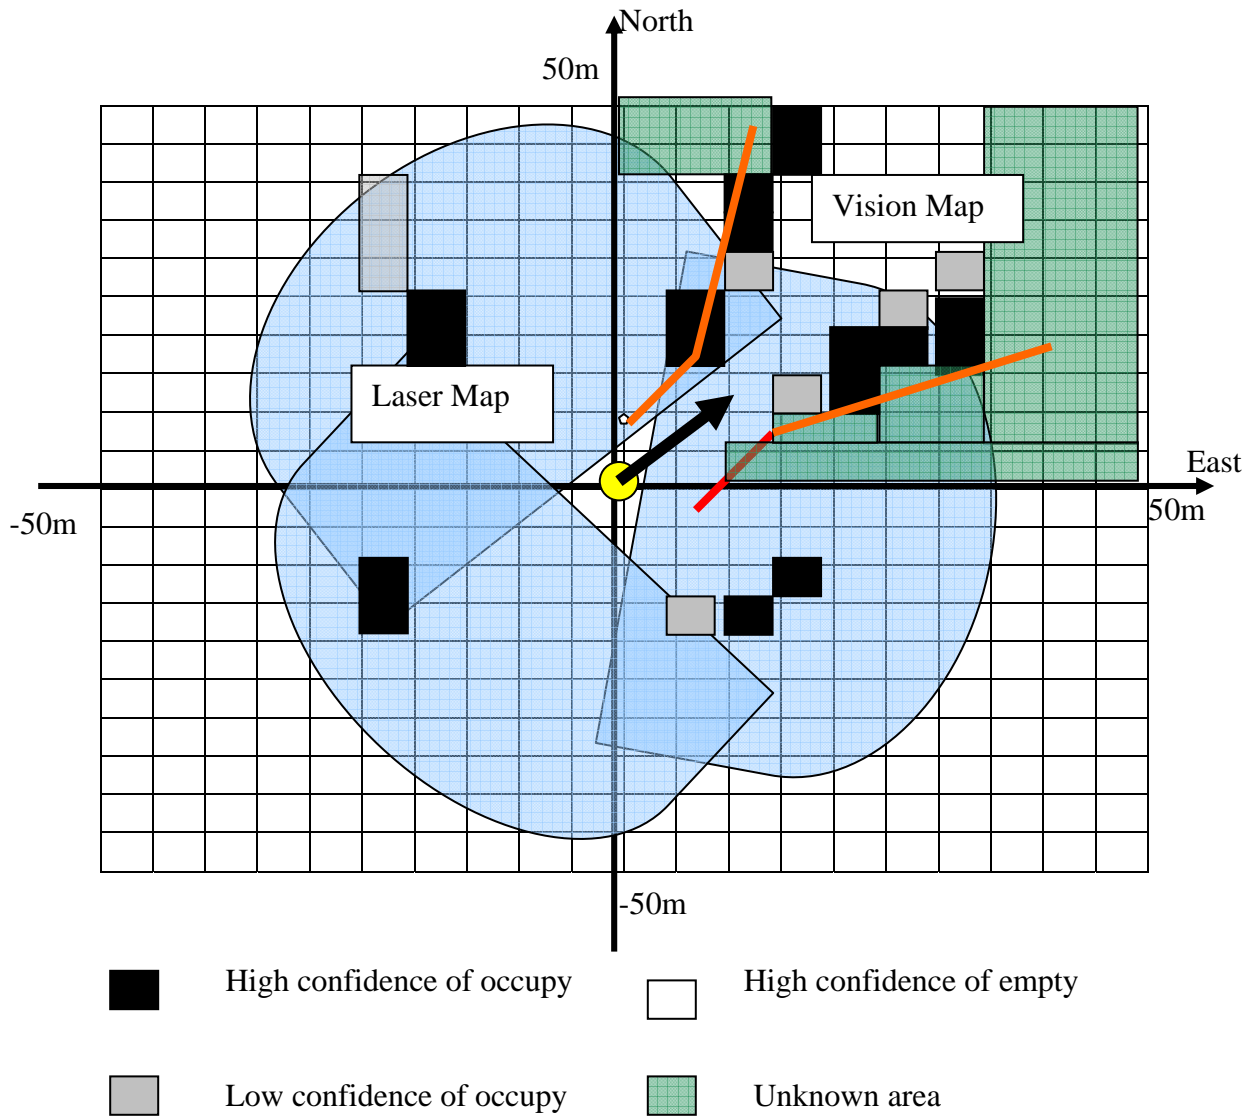 North
50m
Vision Map
Laser Map
East
-50m
50m
-50m
High confidence of occupy
High confidence of empty
Low confidence of occupy
Unknown area